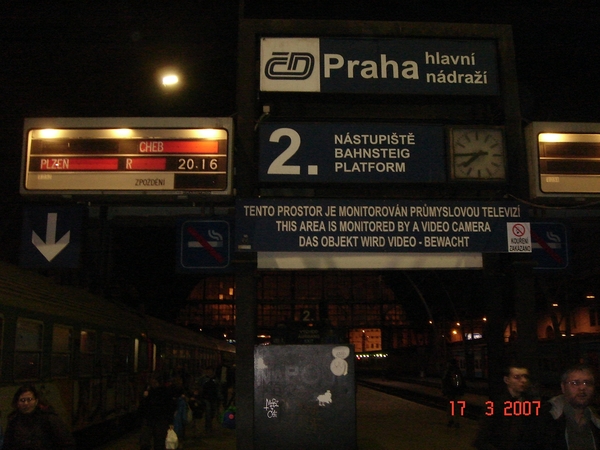 ČD
Praha hlavní
nádraží
CHEB
PLZEŇ R 20.16
ZPOŽDĚNÍ
2.
NÁSTUPIŠTĚ
BAHNSTEIG
PLATFORM
TENTO PROSTOR JE MONITOROVÁN PRŮMYSLOVOU TELEVIZÍ
THIS AREA IS MONITORED BY A VIDEO CAMERA
DAS OBJEKT WIRD VIDEO - BEWACHT
KOUŘENÍ
ZAKÁZÁNO
2
17 3 2007